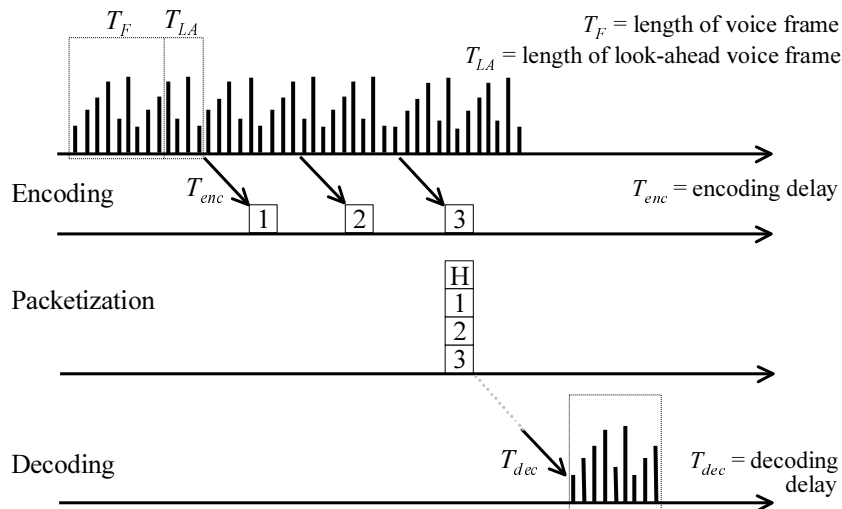 T_F T_LA
T_F = length of voice frame
T_LA = length of look-ahead voice frame
Encoding
T_enc
T_enc = encoding delay
1 2 3
Packetization
H
1
2
3
Decoding
T_dec
T_dec = decoding
delay